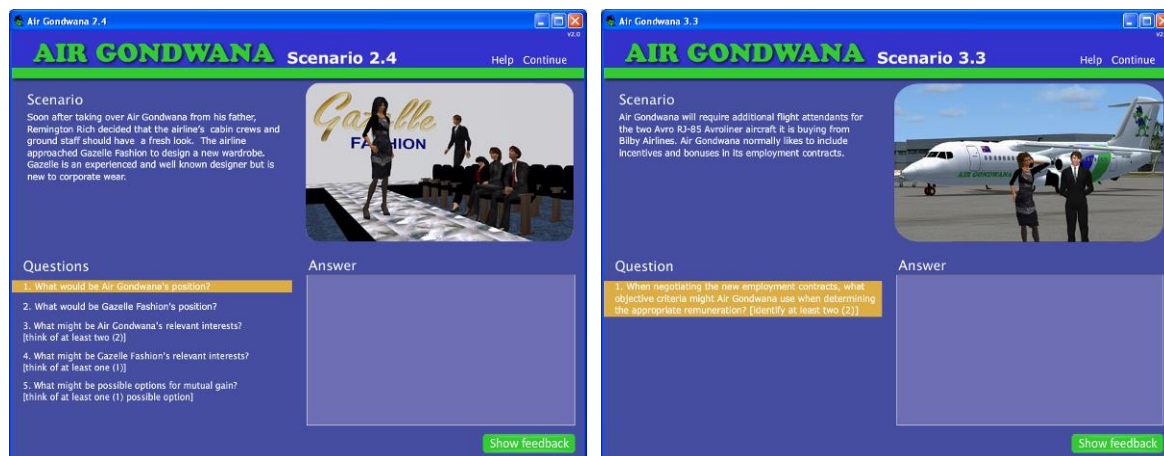 Air Gondwana 2.4
v2.0
AIR GONDWANA Scenario 2.4
Help Continue
Scenario
Soon after taking over Air Gondwana from his father,
Remington Rich decided that the airline's cabin crews and
ground staff should have a fresh look. The airline
approached Gazelle Fashion to design a new wardrobe.
Gazelle is an experienced and well known designer but is
new to corporate wear.
Gazelle
FASHION
Questions
1. What would be Air Gondwana's position?
2. What would be Gazelle Fashion's position?
3. What might be Air Gondwana's relevant interests?
[think of at least two (2)]
4. What might be Gazelle Fashion's relevant interests?
[think of at least one (1)]
5. What might be possible options for mutual gain?
[think of at least one (1) possible option]
Answer
Show feedback
Air Gondwana 3.3
AIR GONDWANA Scenario 3.3
Help Continue
Scenario
Air Gondwana will require additional flight attendants for
the two Avro RJ-85 Avroliner aircraft it is buying from
Bilby Airlines. Air Gondwana normally likes to include
incentives and bonuses in its employment contracts.
AIR GONDWANA
Question
1. When negotiating the new employment contracts, what
objective criteria might Air Gondwana use when determining
the appropriate remuneration? [identify at least two (2)]
Answer
Show feedback